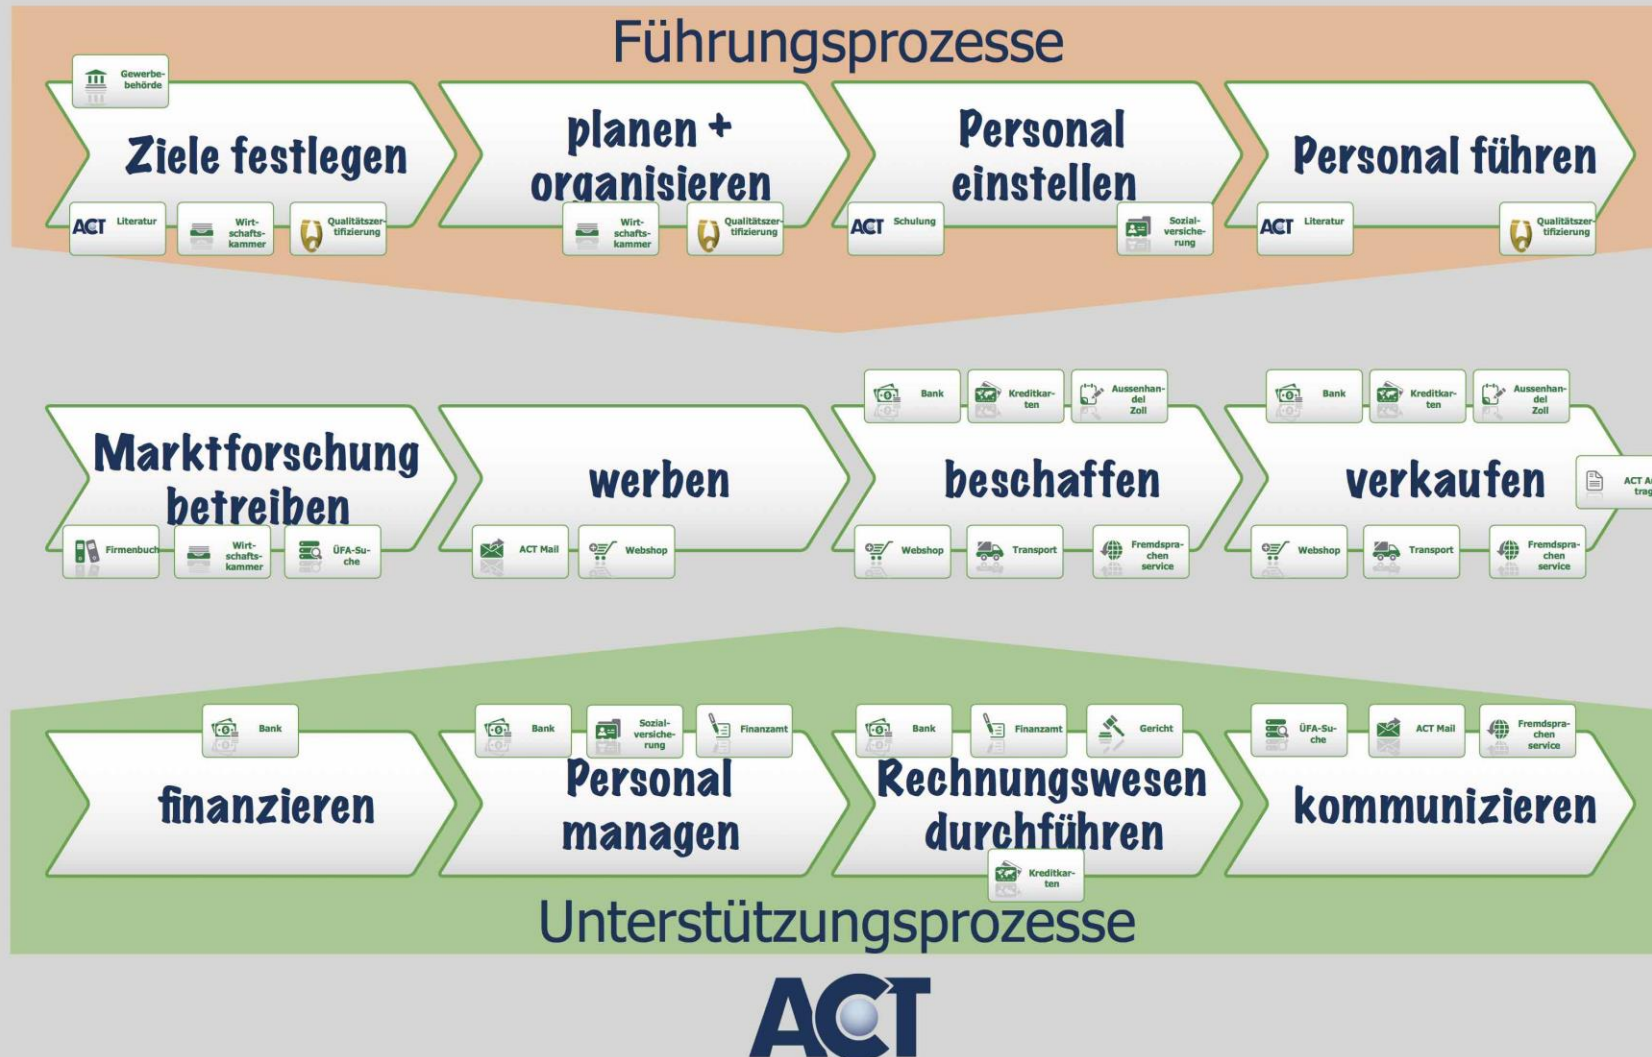 Führungsprozesse
Gewerbe-
behörde
Ziele festlegen
ACT Literatur
Wirt-
schafts-
kammer
Qualitätszer-
tifizierung
planen +
organisieren
Wirt-
schafts-
kammer
Qualitätszer-
tifizierung
Personal
einstellen
ACT Schulung
Sozial-
versiche-
rung
Personal führen
ACT Literatur
Qualitätszer-
tifizierung
Marktforschung
betreiben
Firmenbuch
Wirt-
schafts-
kammer
ÜFA-Su-
che
werben
ACT Mail
Webshop
Bank
Kreditkar-
ten
Aussenhan-
del
Zoll
beschaffen
Webshop
Transport
Fremdspra-
chen
service
Bank
Kreditkar-
ten
Aussenhan-
del
Zoll
verkaufen
ACT
trag
Webshop
Transport
Fremdspra-
chen
service
Bank
finanzieren
Bank
Sozial-
versiche-
rung
Finanzamt
Personal
managen
Bank
Finanzamt
Gericht
Rechnungswesen
durchführen
Kreditkar-
ten
ÜFA-Su-
che
ACT Mail
Fremdspra-
chen
service
kommunizieren
Unterstützungsprozesse
ACT